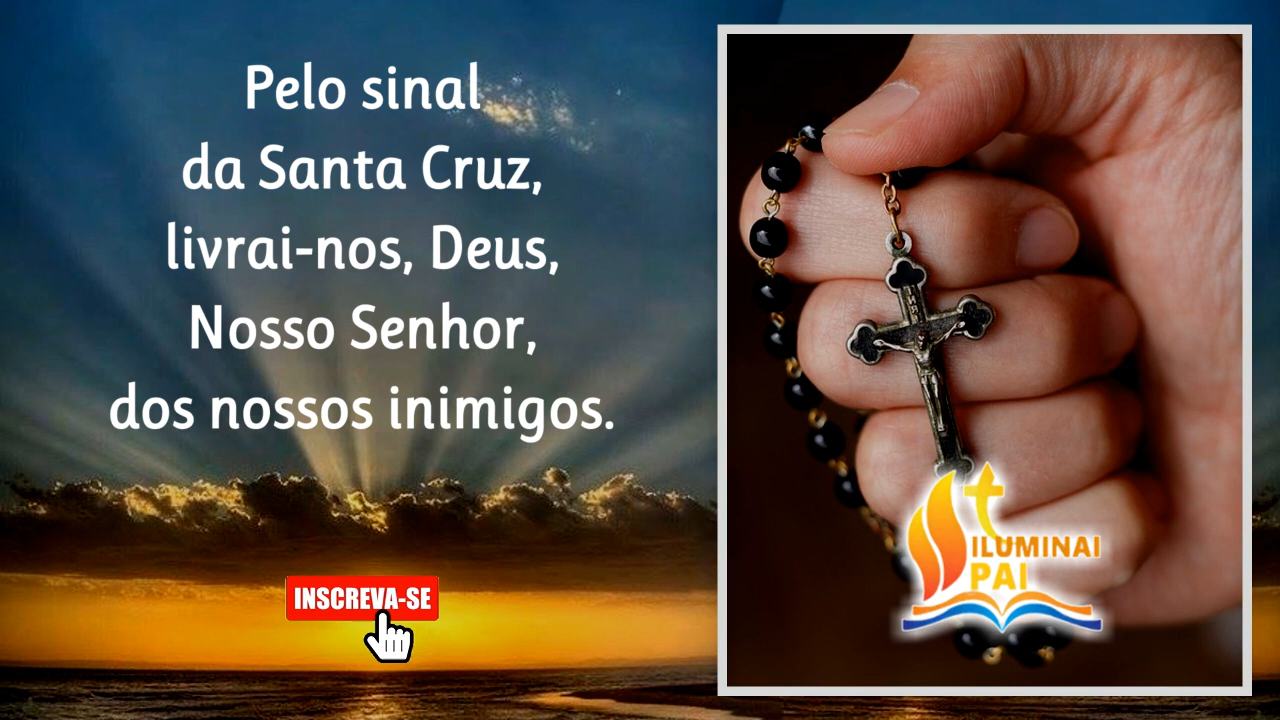 Pelo sinal
da Santa Cruz,
livrai-nos, Deus,
Nosso Senhor,
dos nossos inimigos.
INSCREVA-SE
ILUMINAI
PAI